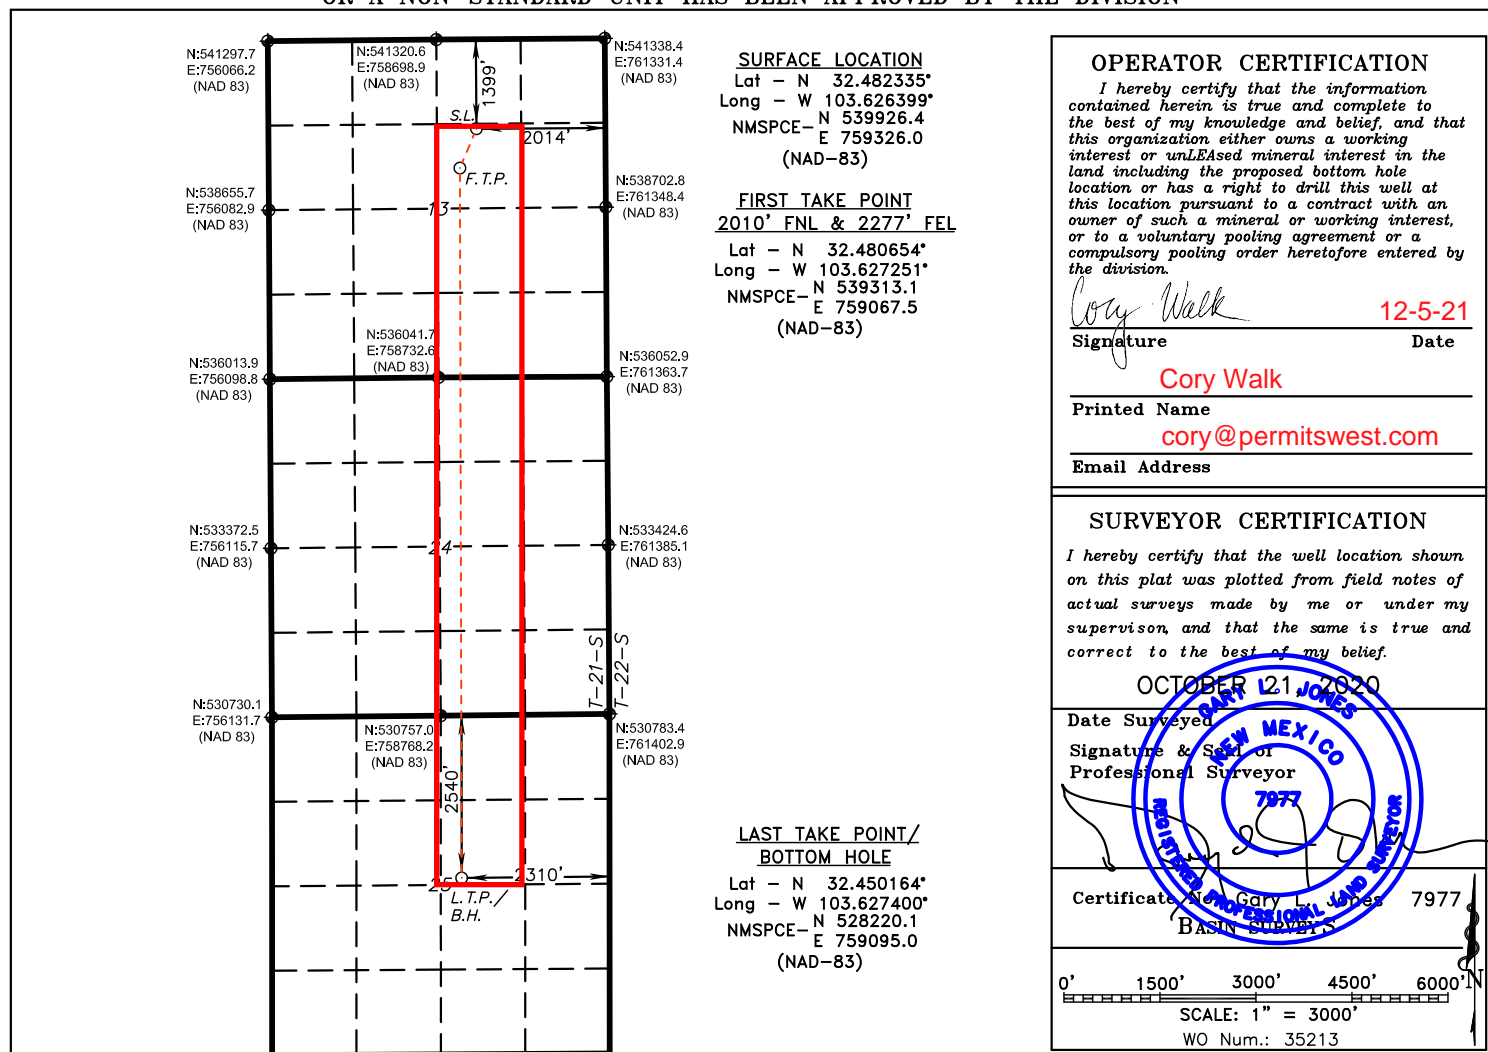 OR A NON-STANDARD UNIT HAS BEEN APPROVED BY THE DIVISION
N:541297.7
E:756066.2
(NAD 83)
N:541320.6
E:758698.9
(NAD 83)
N:541338.4
E:761331.4
(NAD 83)
1399'
S.L.
2014'
F.T.P.
N:538655.7
E:756082.9
(NAD 83)
13
N:538702.8
E:761348.4
(NAD 83)
N:536041.7
E:758732.6
(NAD 83)
N:536013.9
E:756098.8
(NAD 83)
N:536052.9
E:761363.7
(NAD 83)
N:533372.5
E:756115.7
(NAD 83)
24
N:533424.6
E:761385.1
(NAD 83)
T-21-S
T-22-S
N:530730.1
E:756131.7
(NAD 83)
N:530757.0
E:758768.2
(NAD 83)
N:530783.4
E:761402.9
(NAD 83)
2540'
2310'
25
L.T.P./
B.H.
SURFACE LOCATION
Lat - N 32.482335°
Long - W 103.626399°
NMSPCE- N 539926.4
E 759326.0
(NAD-83)
FIRST TAKE POINT
2010' FNL & 2277' FEL
Lat - N 32.480654°
Long - W 103.627251°
NMSPCE- N 539313.1
E 759067.5
(NAD-83)
LAST TAKE POINT/
BOTTOM HOLE
Lat - N 32.450164°
Long - W 103.627400°
NMSPCE- N 528220.1
E 759095.0
(NAD-83)
OPERATOR CERTIFICATION
I hereby certify that the information
contained herein is true and complete to
the best of my knowledge and belief, and that
this organization either owns a working
interest or unLEAsed mineral interest in the
land including the proposed bottom hole
location or has a right to drill this well at
this location pursuant to a contract with an
owner of such a mineral or working interest,
or to a voluntary pooling agreement or a
compulsory pooling order heretofore entered by
the division.
Cory Walk 12-5-21
Signature Date
Cory Walk
Printed Name
cory@permitswest.com
Email Address
SURVEYOR CERTIFICATION
I hereby certify that the well location shown
on this plat was plotted from field notes of
actual surveys made by me or under my
supervison, and that the same is true and
correct to the best of my belief.
OCTOBER 21, 2020
Date Surveyed
Signature & Seal of
Professional Surveyor
GARY L. JONES
NEW MEXICO
7977
REGISTERED PROFESSIONAL LAND SURVEYOR
Certificate No. Gary L. Jones 7977
BASIN SURVEYS
0' 1500' 3000' 4500' 6000'
N
SCALE: 1" = 3000'
WO Num.: 35213